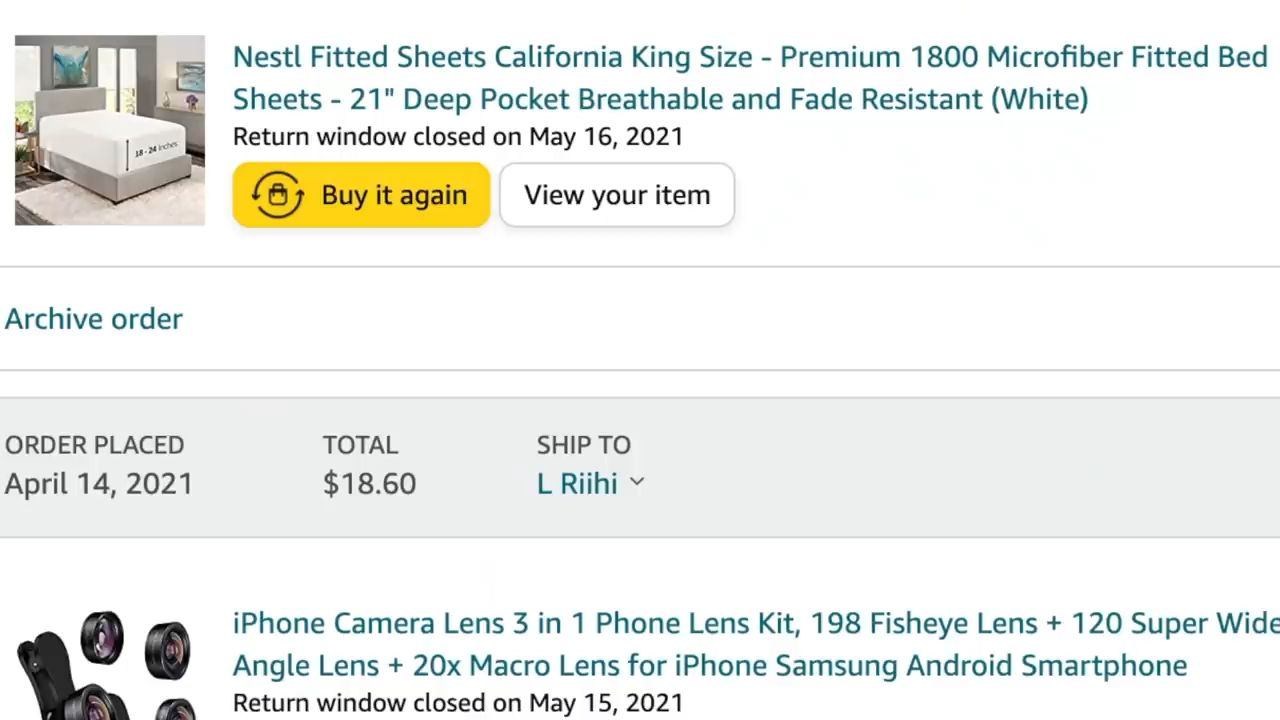 Nestl Fitted Sheets California King Size - Premium 1800 Microfiber Fitted Bed
Sheets - 21" Deep Pocket Breathable and Fade Resistant (White)
Return window closed on May 16, 2021
18 - 24 inches
Buy it again
View your item
Archive order
ORDER PLACED
TOTAL
SHIP TO
April 14, 2021
$18.60
L Riihi
iPhone Camera Lens 3 in 1 Phone Lens Kit, 198 Fisheye Lens + 120 Super Wide
Angle Lens + 20x Macro Lens for iPhone Samsung Android Smartphone
Return window closed on May 15, 2021